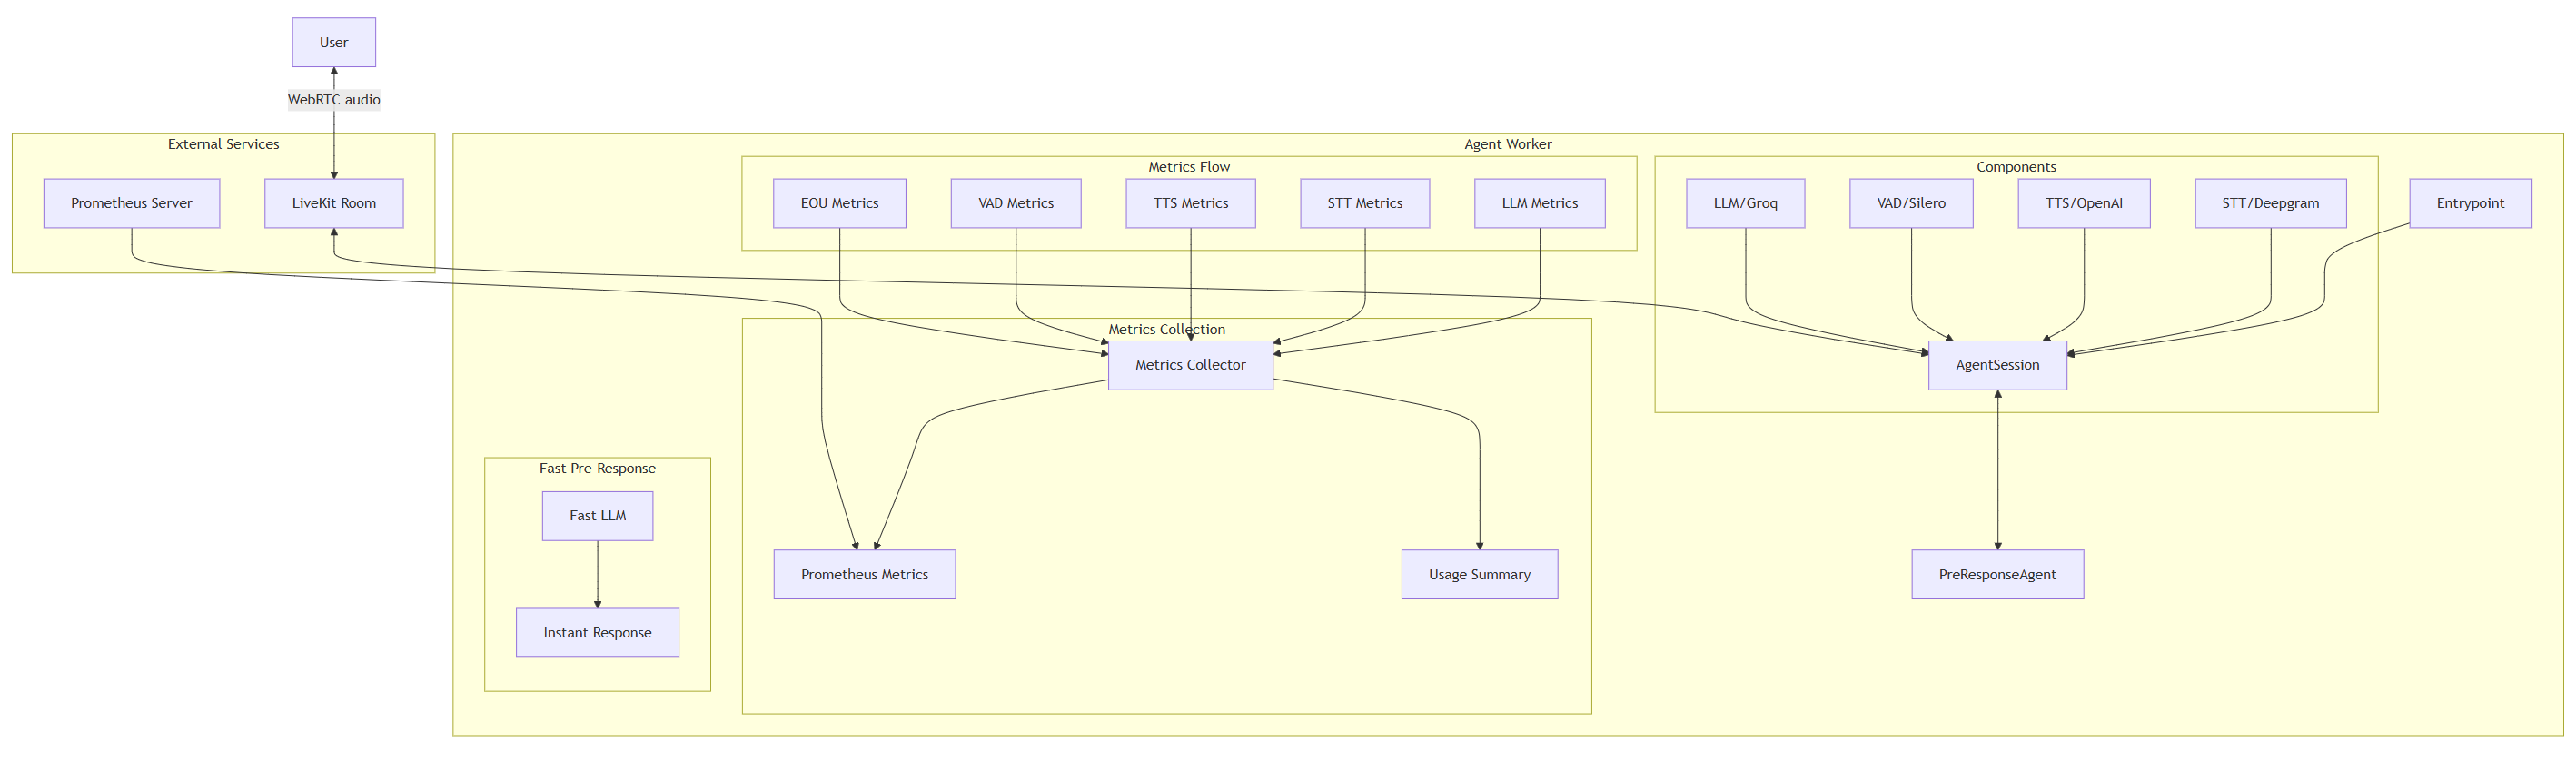 User
WebRTC audio
External Services
Prometheus Server
LiveKit Room
Agent Worker
Metrics Flow
EOU Metrics
VAD Metrics
TTS Metrics
STT Metrics
LLM Metrics
Components
LLM/Groq
VAD/Silero
TTS/OpenAI
STT/Deepgram
Entrypoint
Metrics Collection
Metrics Collector
AgentSession
Fast Pre-Response
Fast LLM
Instant Response
Prometheus Metrics
Usage Summary
PreResponseAgent